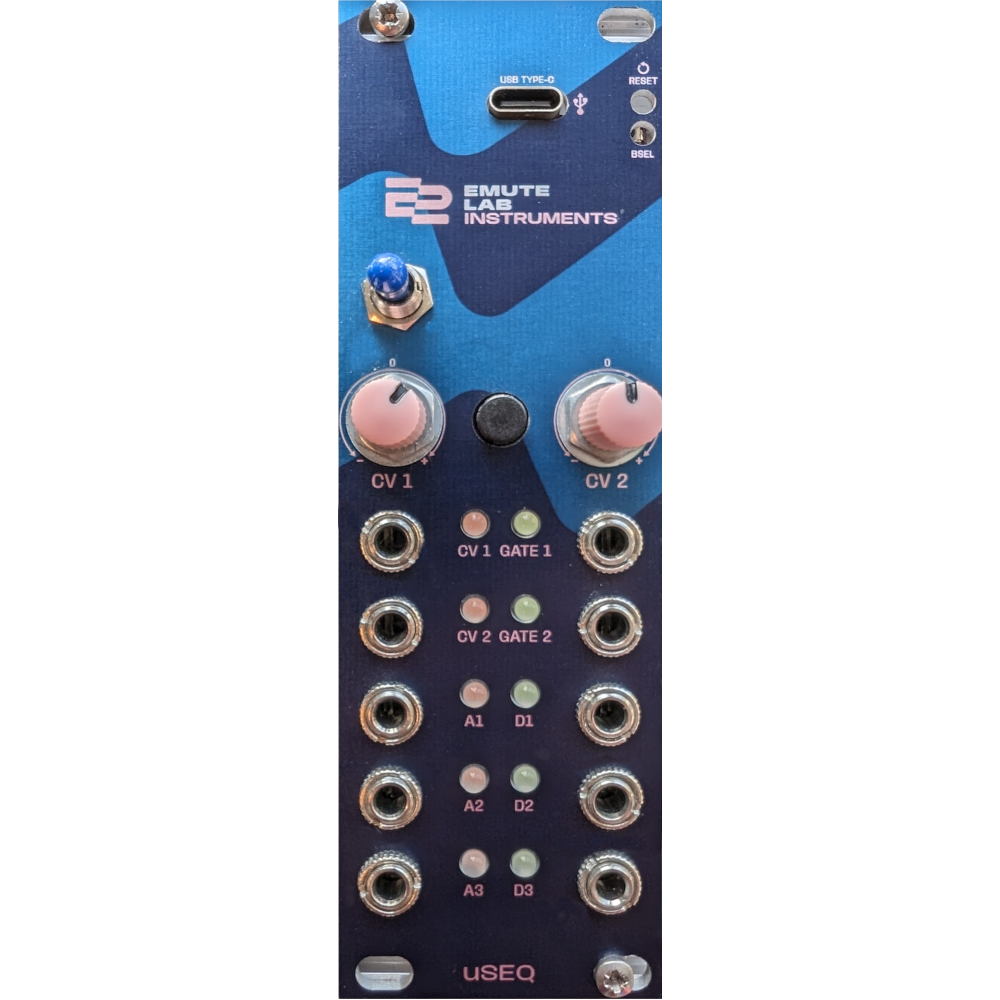 USB TYPE-C
RESET
BSEL
EMUTE
LAB
INSTRUMENTS
0
0
- +
- +
CV 1
CV 2
CV 1 GATE 1
CV 2 GATE 2
A1 D1
A2 D2
A3 D3
uSEQ